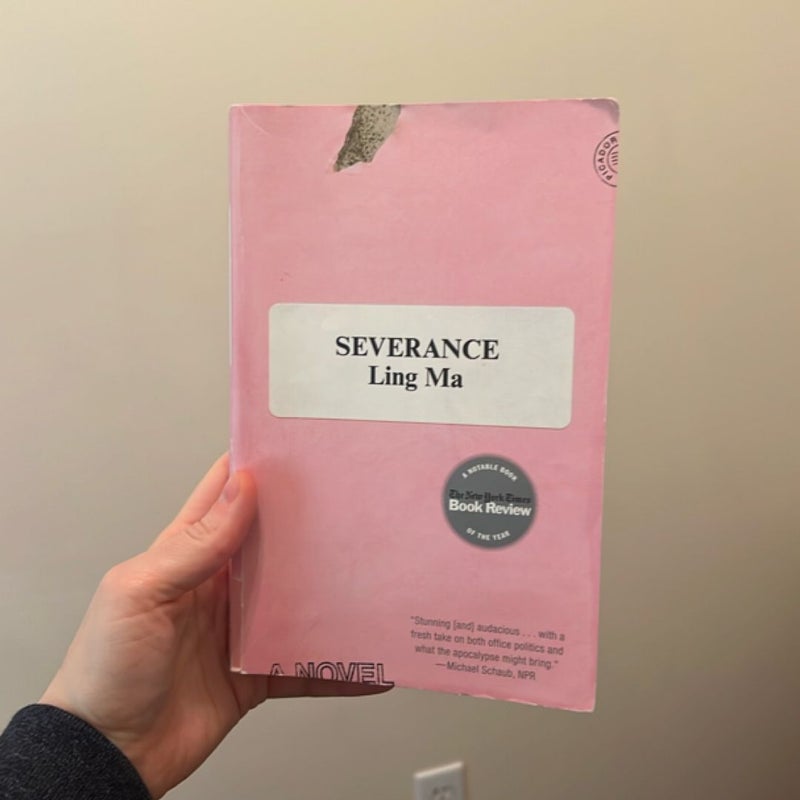 PICADOR
SEVERANCE
Ling Ma
A NOTABLE BOOK
The New York Times
Book Review
OF THE YEAR
"Stunning [and] audacious . . . with a
fresh take on both office politics and
what the apocalypse might bring."
—Michael Schaub, NPR
A NOVEL